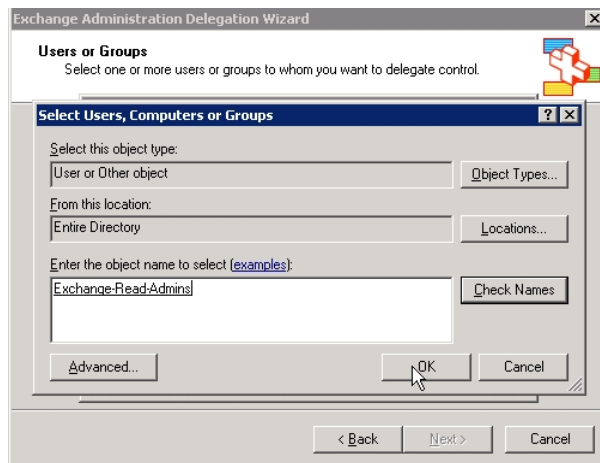 Exchange Administration Delegation Wizard
Users or Groups
Select one or more users or groups to whom you want to delegate control.
Select Users, Computers or Groups
Select this object type:
User or Other object
Object Types...
From this location:
Entire Directory
Locations...
Enter the object name to select (examples):
Exchange-Read-Admins
Check Names
Advanced...
OK
Cancel
< Back
Next >
Cancel